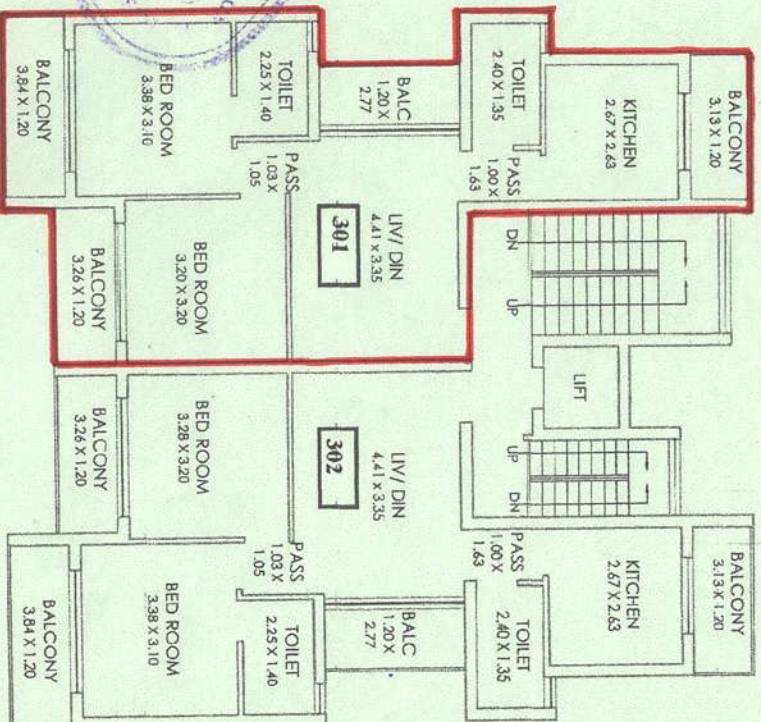 BALCONY
3.13 X 1.20
KITCHEN
2.67 X 2.63
TOILET
2.40 X 1.35
PASS
1.00 X
1.63
BALC
1.20 X
2.77
LIV/ DIN
4.41 x 3.35
301
TOILET
2.25 X 1.40
PASS
1.03 X
1.05
BED ROOM
3.38 X 3.10
BED ROOM
3.20 X 3.20
BALCONY
3.84 X 1.20
BALCONY
3.26 X 1.20
DN
UP
LIFT
UP
DN
BALCONY
3.13 X 1.20
KITCHEN
2.67 X 2.63
PASS
1.00 X
1.63
TOILET
2.40 X 1.35
LIV/ DIN
4.41 x 3.35
302
BALC
1.20 X
2.77
PASS
1.03 X
1.05
TOILET
2.25 X 1.40
BED ROOM
3.28 X 3.20
BED ROOM
3.38 X 3.10
BALCONY
3.26 X 1.20
BALCONY
3.84 X 1.20